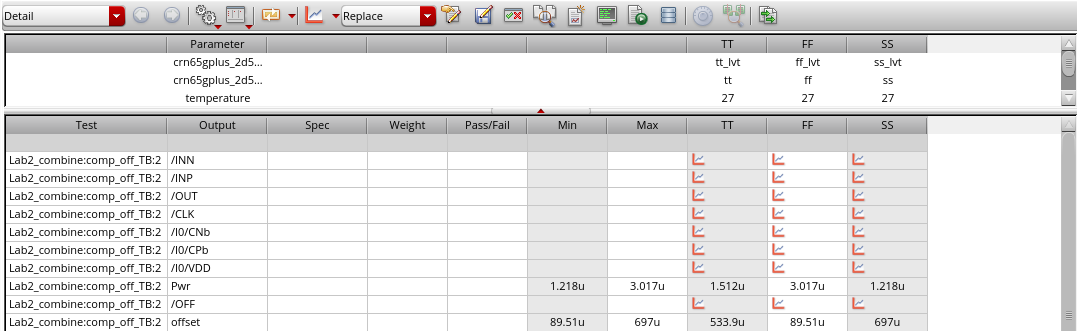 Detail Replace
Parameter TT FF SS
crn65gplus_2d5... tt_lvt ff_lvt ss_lvt
crn65gplus_2d5... tt ff ss
temperature 27 27 27
Test Output Spec Weight Pass/Fail Min Max TT FF SS
Lab2_combine:comp_off_TB:2 /INN
Lab2_combine:comp_off_TB:2 /INP
Lab2_combine:comp_off_TB:2 /OUT
Lab2_combine:comp_off_TB:2 /CLK
Lab2_combine:comp_off_TB:2 /I0/CNb
Lab2_combine:comp_off_TB:2 /I0/CPb
Lab2_combine:comp_off_TB:2 /I0/VDD
Lab2_combine:comp_off_TB:2 Pwr 1.218u 3.017u 1.512u 3.017u 1.218u
Lab2_combine:comp_off_TB:2 /OFF
Lab2_combine:comp_off_TB:2 offset 89.51u 697u 533.9u 89.51u 697u